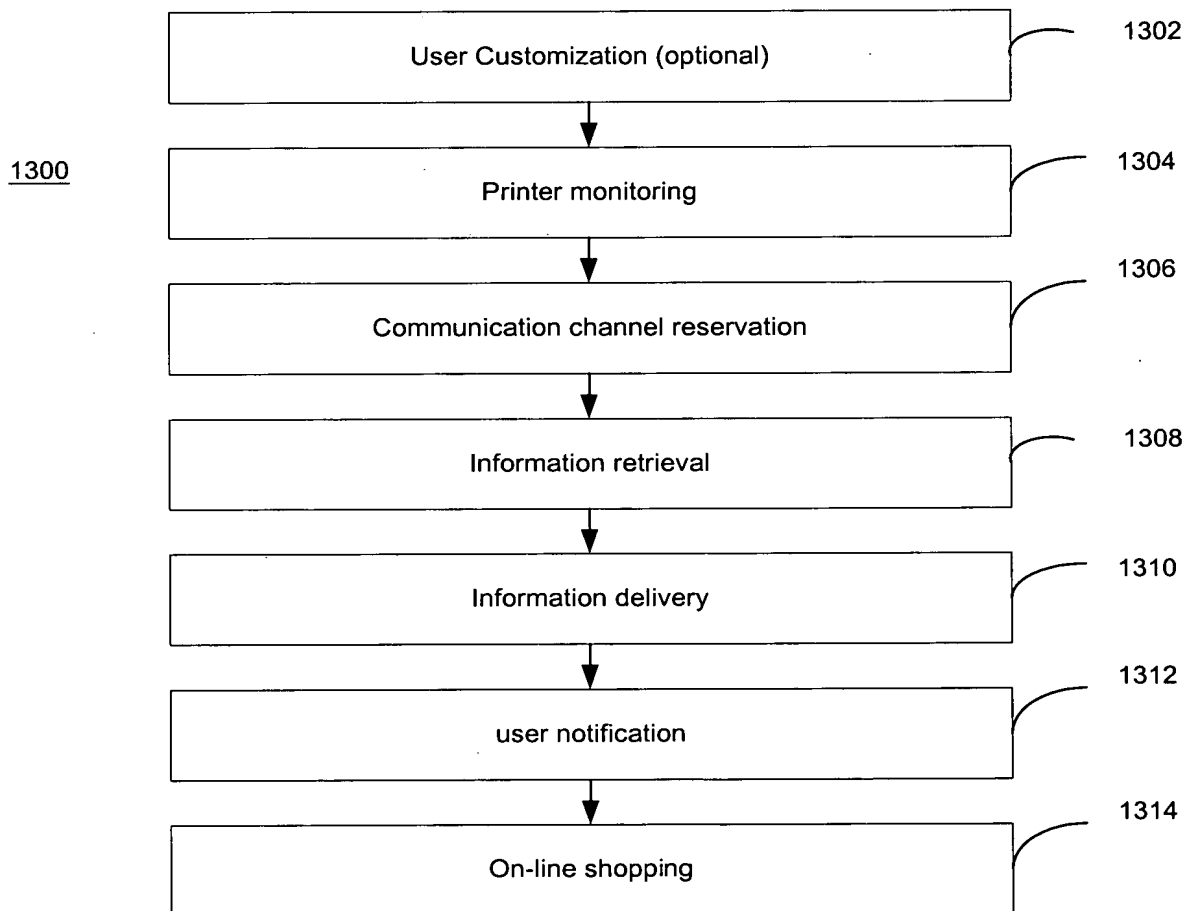 1302
User Customization (optional)
1300
1304
Printer monitoring
1306
Communication channel reservation
1308
Information retrieval
1310
Information delivery
1312
user notification
1314
On-line shopping